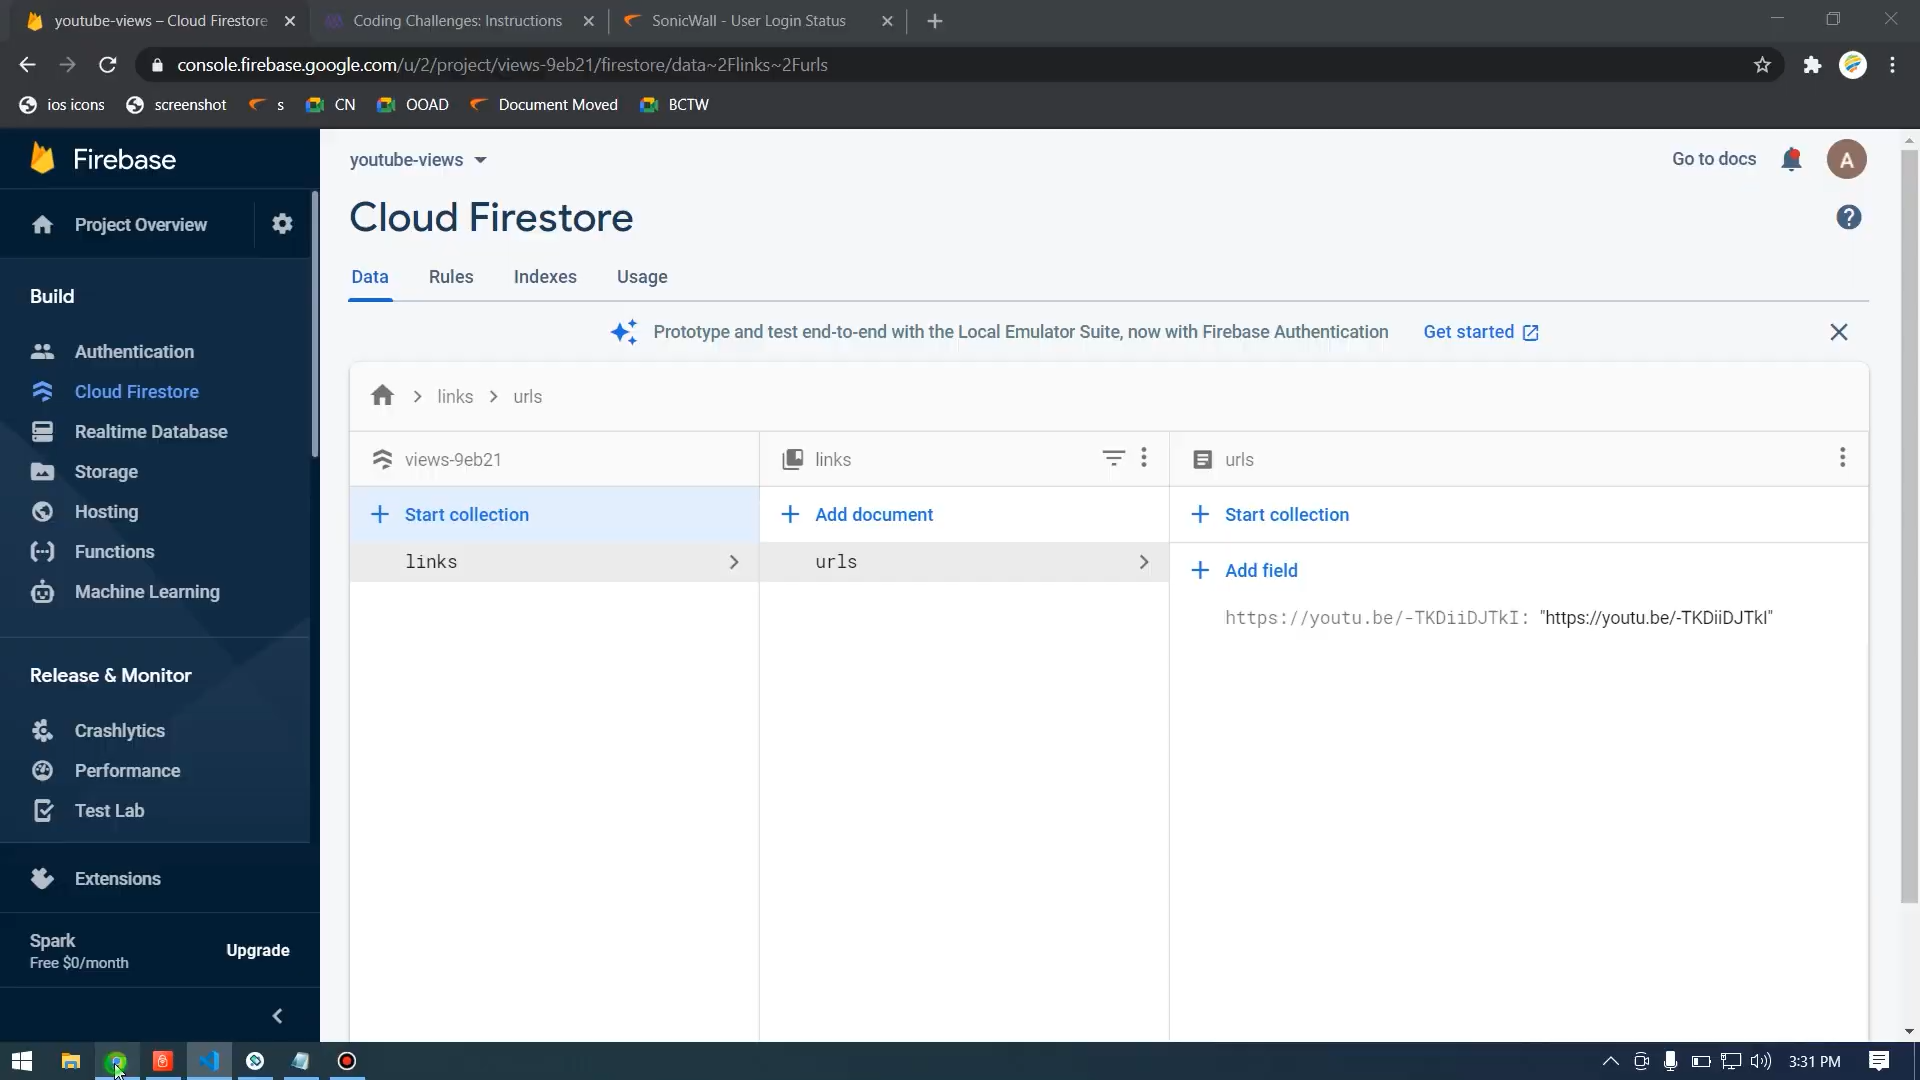 youtube-views – Cloud Firestore
Coding Challenges: Instructions
SonicWall - User Login Status
console.firebase.google.com/u/2/project/views-9eb21/firestore/data~2Flinks~2Furls
ios icons
screenshot
s
CN
OOAD
Document Moved
BCTW
Firebase
Project Overview
Build
Authentication
Cloud Firestore
Realtime Database
Storage
Hosting
Functions
Machine Learning
Release & Monitor
Crashlytics
Performance
Test Lab
Extensions
Spark
Free $0/month
Upgrade
youtube-views
Go to docs
A
Cloud Firestore
Data
Rules
Indexes
Usage
Prototype and test end-to-end with the Local Emulator Suite, now with Firebase Authentication
Get started
links
urls
views-9eb21
links
urls
Start collection
Add document
Start collection
links
urls
Add field
https://youtu.be/-TKDiiDJTkI: "https://youtu.be/-TKDiiDJTkI"
3:31 PM